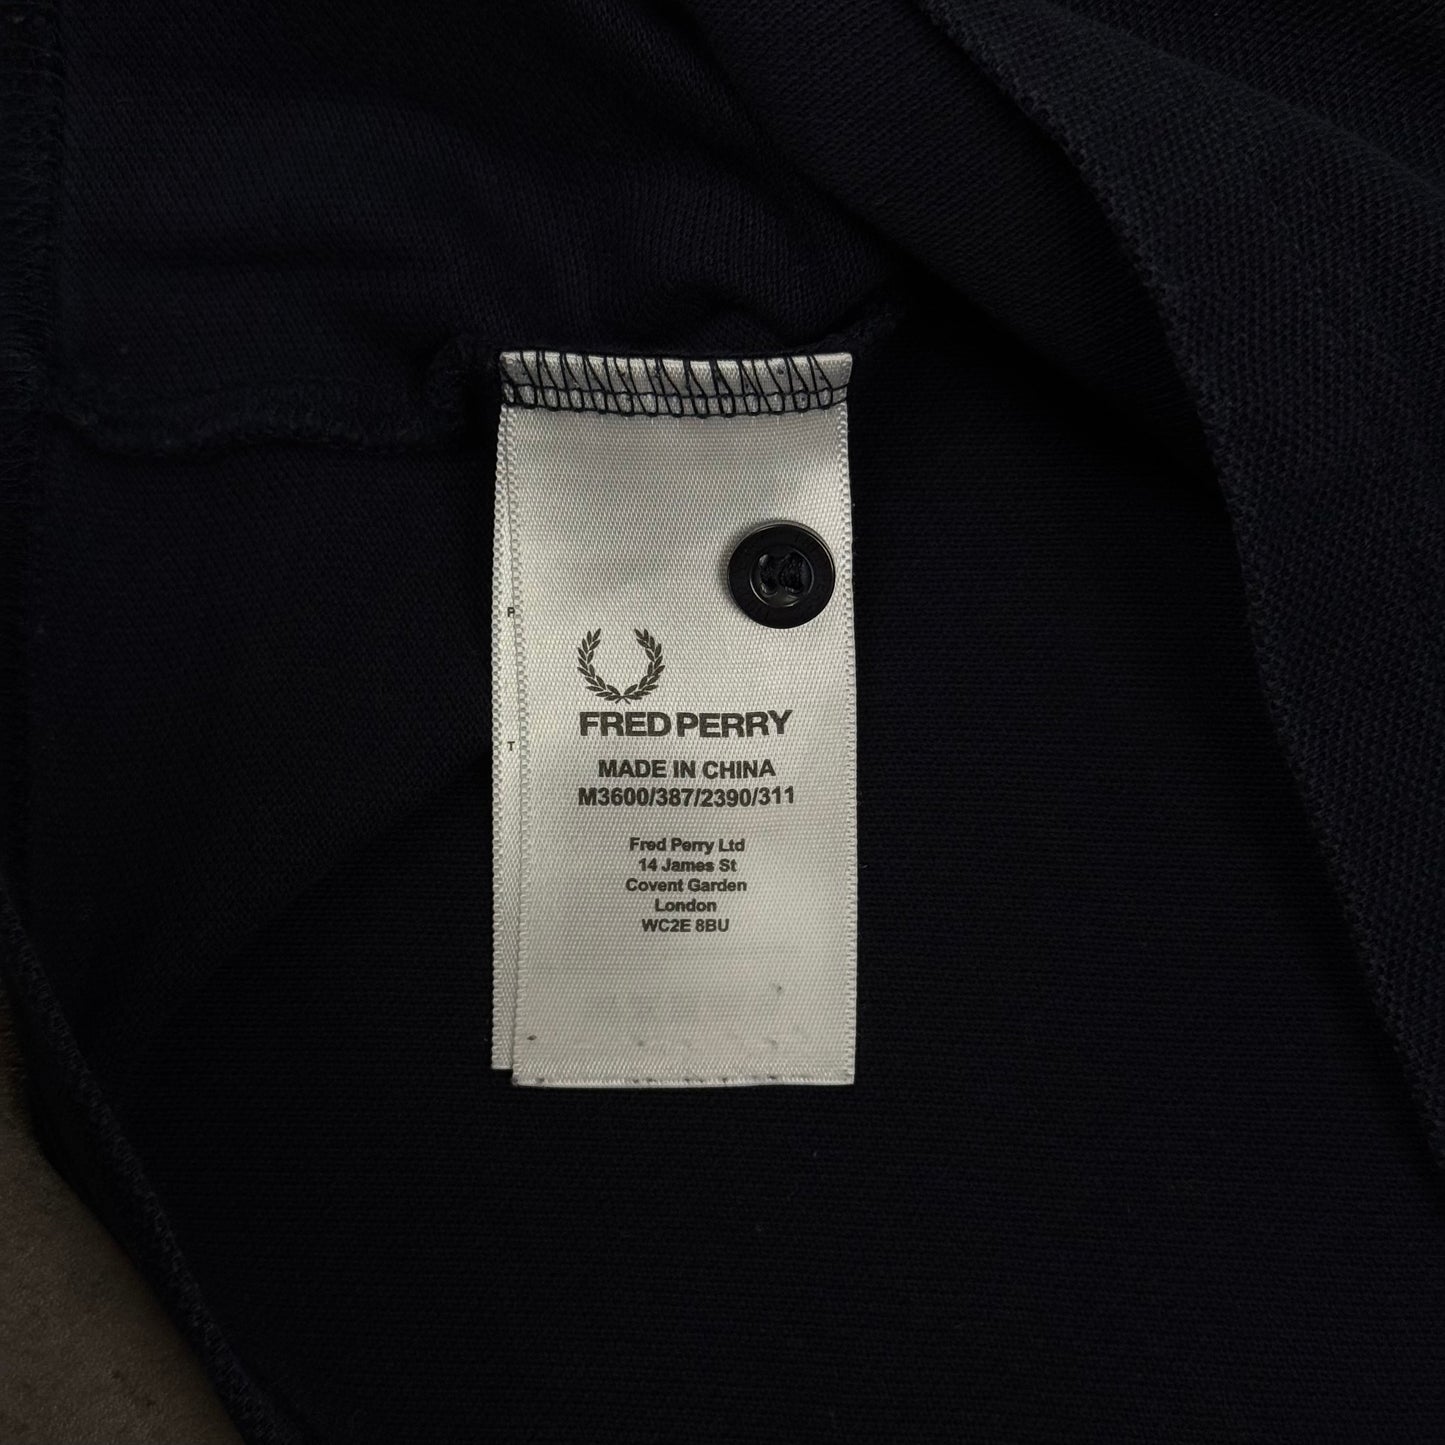 P
T
FRED PERRY
MADE IN CHINA
M3600/387/2390/311
Fred Perry Ltd
14 James St
Covent Garden
London
WC2E 8BU